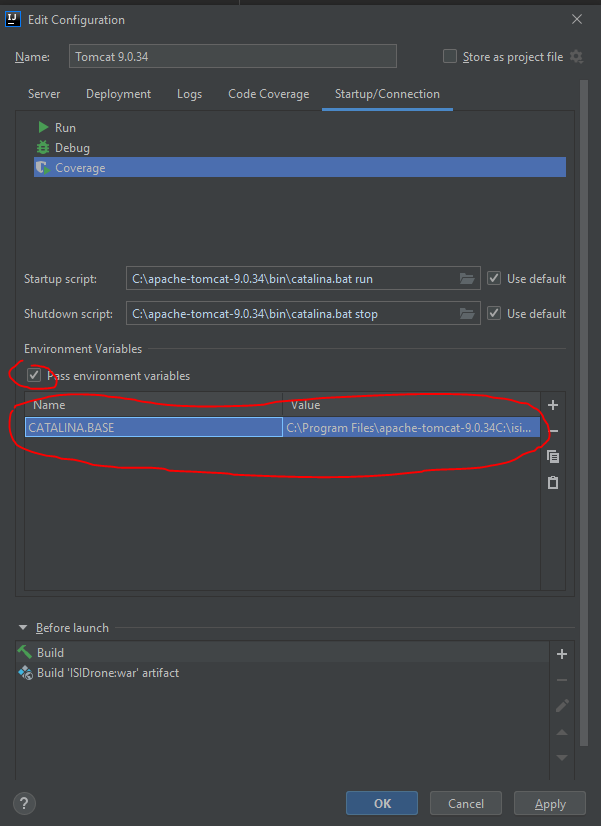 IJ Edit Configuration
Name: Tomcat 9.0.34 Store as project file
Server Deployment Logs Code Coverage Startup/Connection
Run
Debug
Coverage
Startup script: C:\apache-tomcat-9.0.34\bin\catalina.bat run Use default
Shutdown script: C:\apache-tomcat-9.0.34\bin\catalina.bat stop Use default
Environment Variables
Pass environment variables
Name Value
CATALINA.BASE C:\Program Files\apache-tomcat-9.0.34C:\isi...
Before launch
Build
Build 'ISIDrone:war' artifact
? OK Cancel Apply